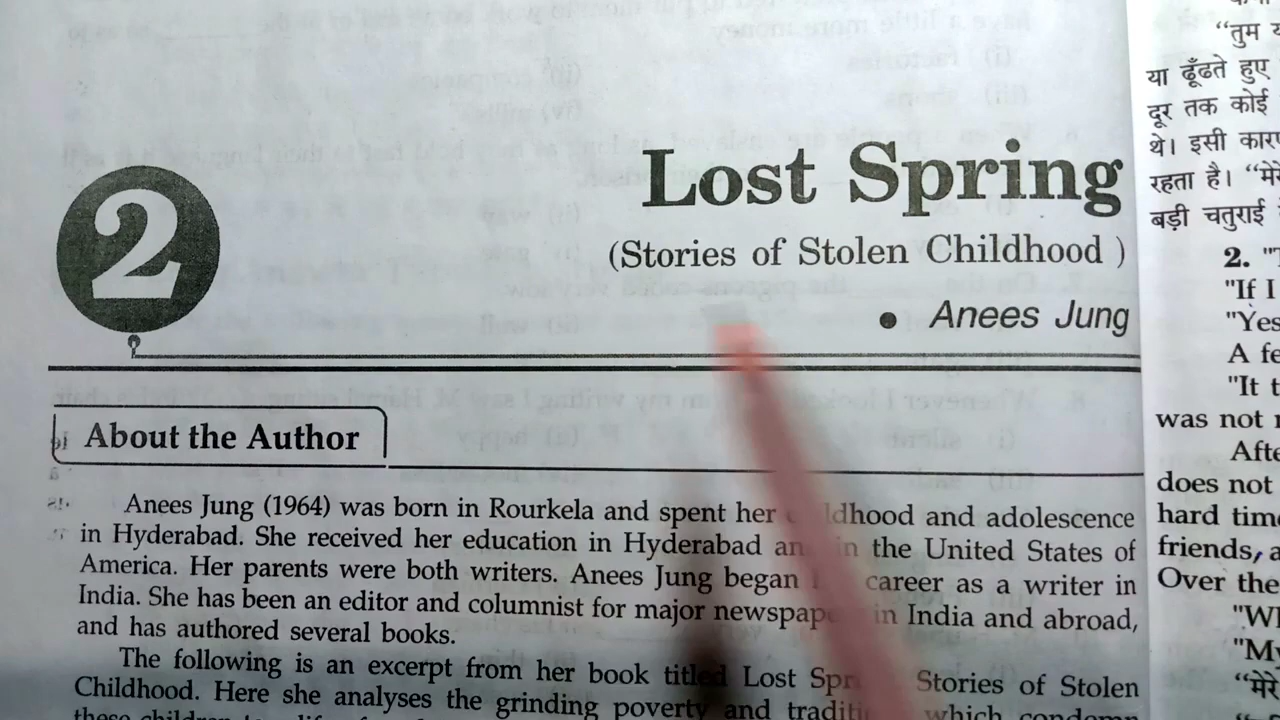 2
Lost Spring
(Stories of Stolen Childhood )
• Anees Jung
About the Author
Anees Jung (1964) was born in Rourkela and spent her ldhood and adolescence
in Hyderabad. She received her education in Hyderabad an in the United States of
America. Her parents were both writers. Anees Jung began career as a writer in
India. She has been an editor and columnist for major newspape in India and abroad,
and has authored several books.
The following is an excerpt from her book titled Lost Spr Stories of Stolen
Childhood. Here she analyses the grinding poverty and traditi which condemn
"तुम
या ढूँढते हुए
दूर तक कोई
थे। इसी कारण
रहता है। "मेरे
बड़ी चतुराई
2.
"If I
"Yes
A fe
"It t
was not
Afte
does not
hard time
friends, a
Over the
"W
"My
"मेरे